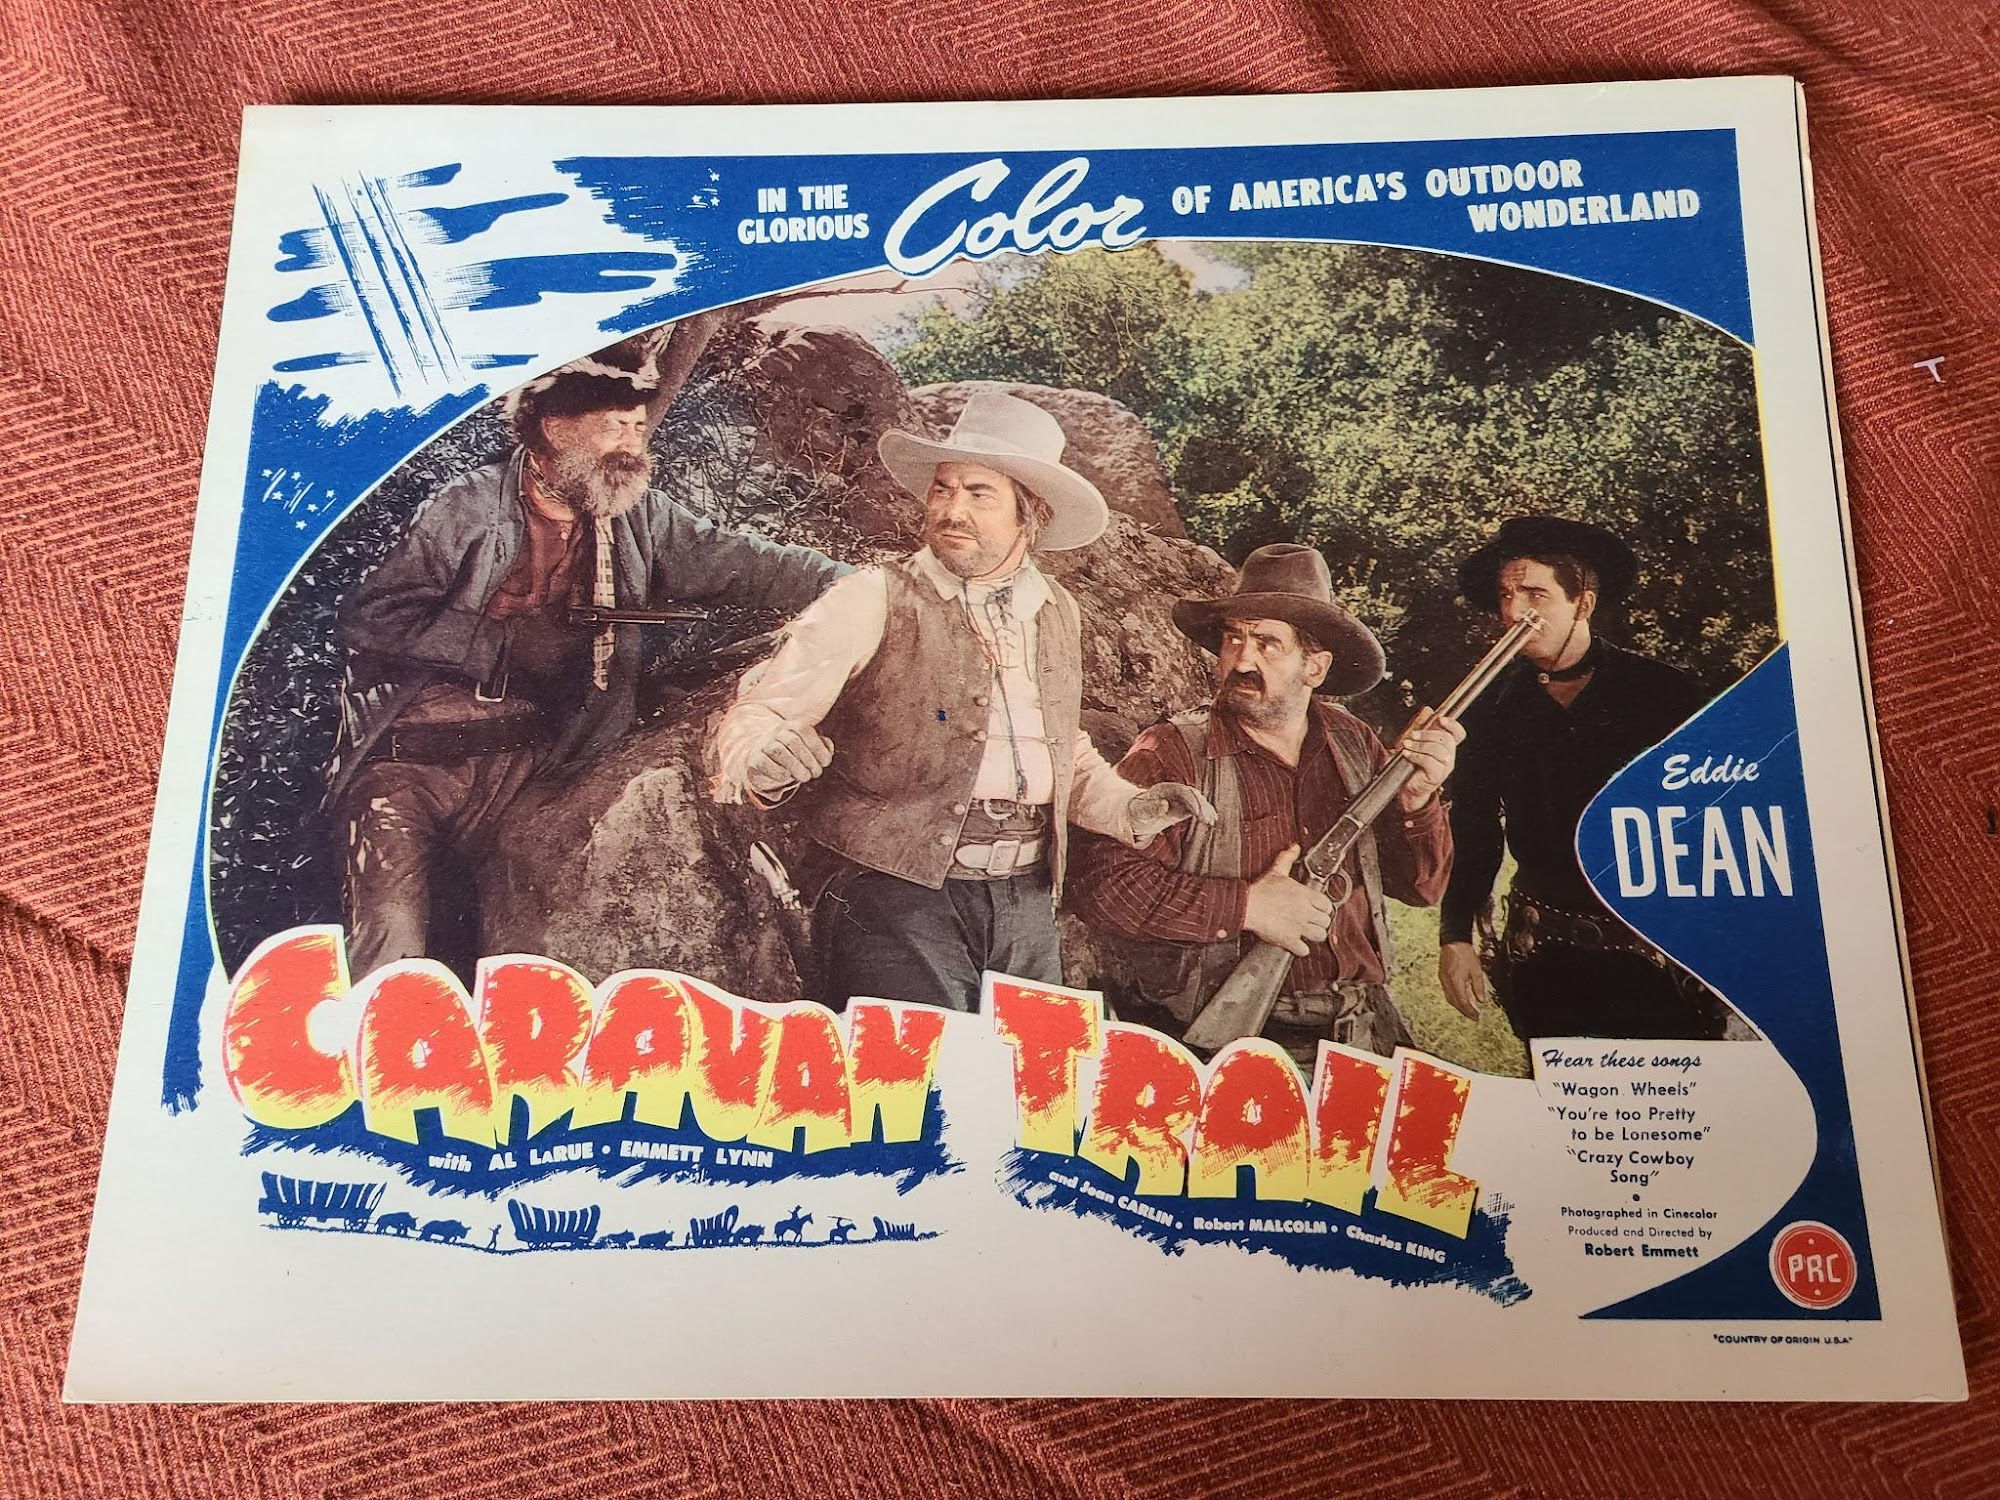 IN THE
GLORIOUS
Color
OF AMERICA'S OUTDOOR
WONDERLAND
Eddie
DEAN
CARAVAN TRAIL
with AL LaRUE • EMMETT LYNN
and Jean CARLIN • Robert MALCOLM • Charles KING
Hear these songs
"Wagon Wheels"
"You're too Pretty
to be Lonesome"
"Crazy Cowboy
Song"
Photographed in Cinecolor
Produced and Directed by
Robert Emmett
PRC
"COUNTRY OF ORIGIN U.S.A"